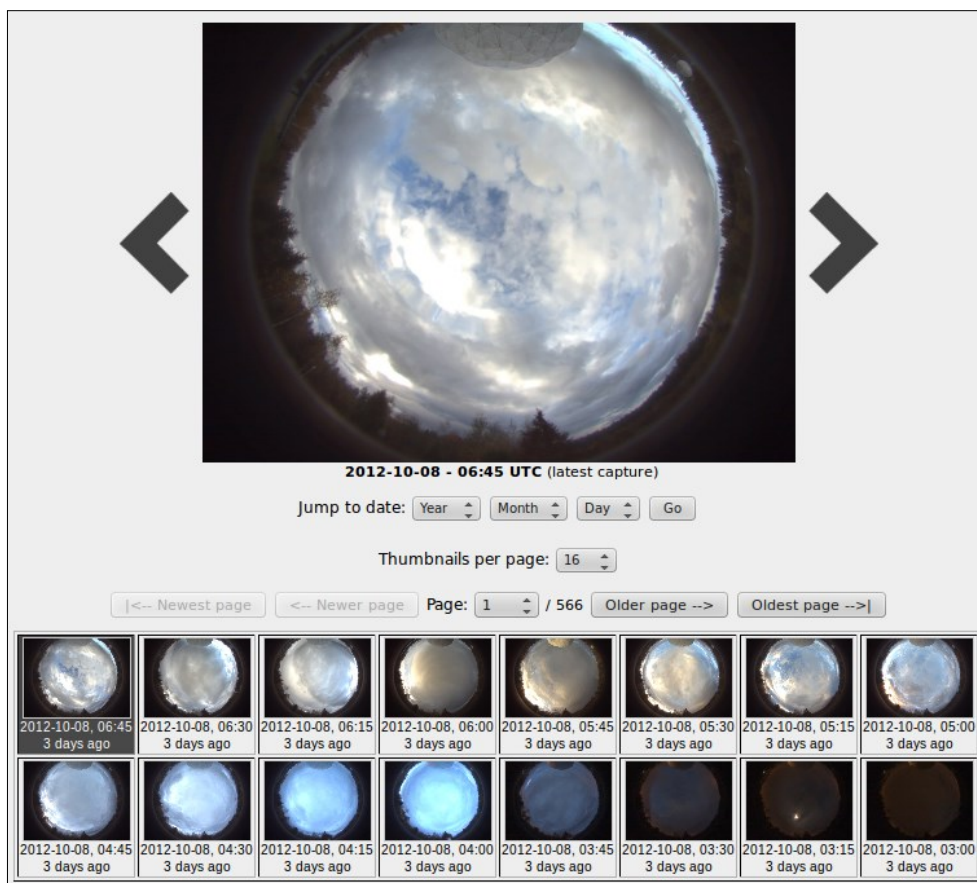 2012-10-08 - 06:45 UTC (latest capture)
Jump to date: Year Month Day Go
Thumbnails per page: 16
|<-- Newest page <-- Newer page Page: 1 / 566 Older page --> Oldest page -->|
2012-10-08, 06:45 2012-10-08, 06:30 2012-10-08, 06:15 2012-10-08, 06:00 2012-10-08, 05:45 2012-10-08, 05:30 2012-10-08, 05:15 2012-10-08, 05:00
3 days ago 3 days ago 3 days ago 3 days ago 3 days ago 3 days ago 3 days ago 3 days ago
2012-10-08, 04:45 2012-10-08, 04:30 2012-10-08, 04:15 2012-10-08, 04:00 2012-10-08, 03:45 2012-10-08, 03:30 2012-10-08, 03:15 2012-10-08, 03:00
3 days ago 3 days ago 3 days ago 3 days ago 3 days ago 3 days ago 3 days ago 3 days ago